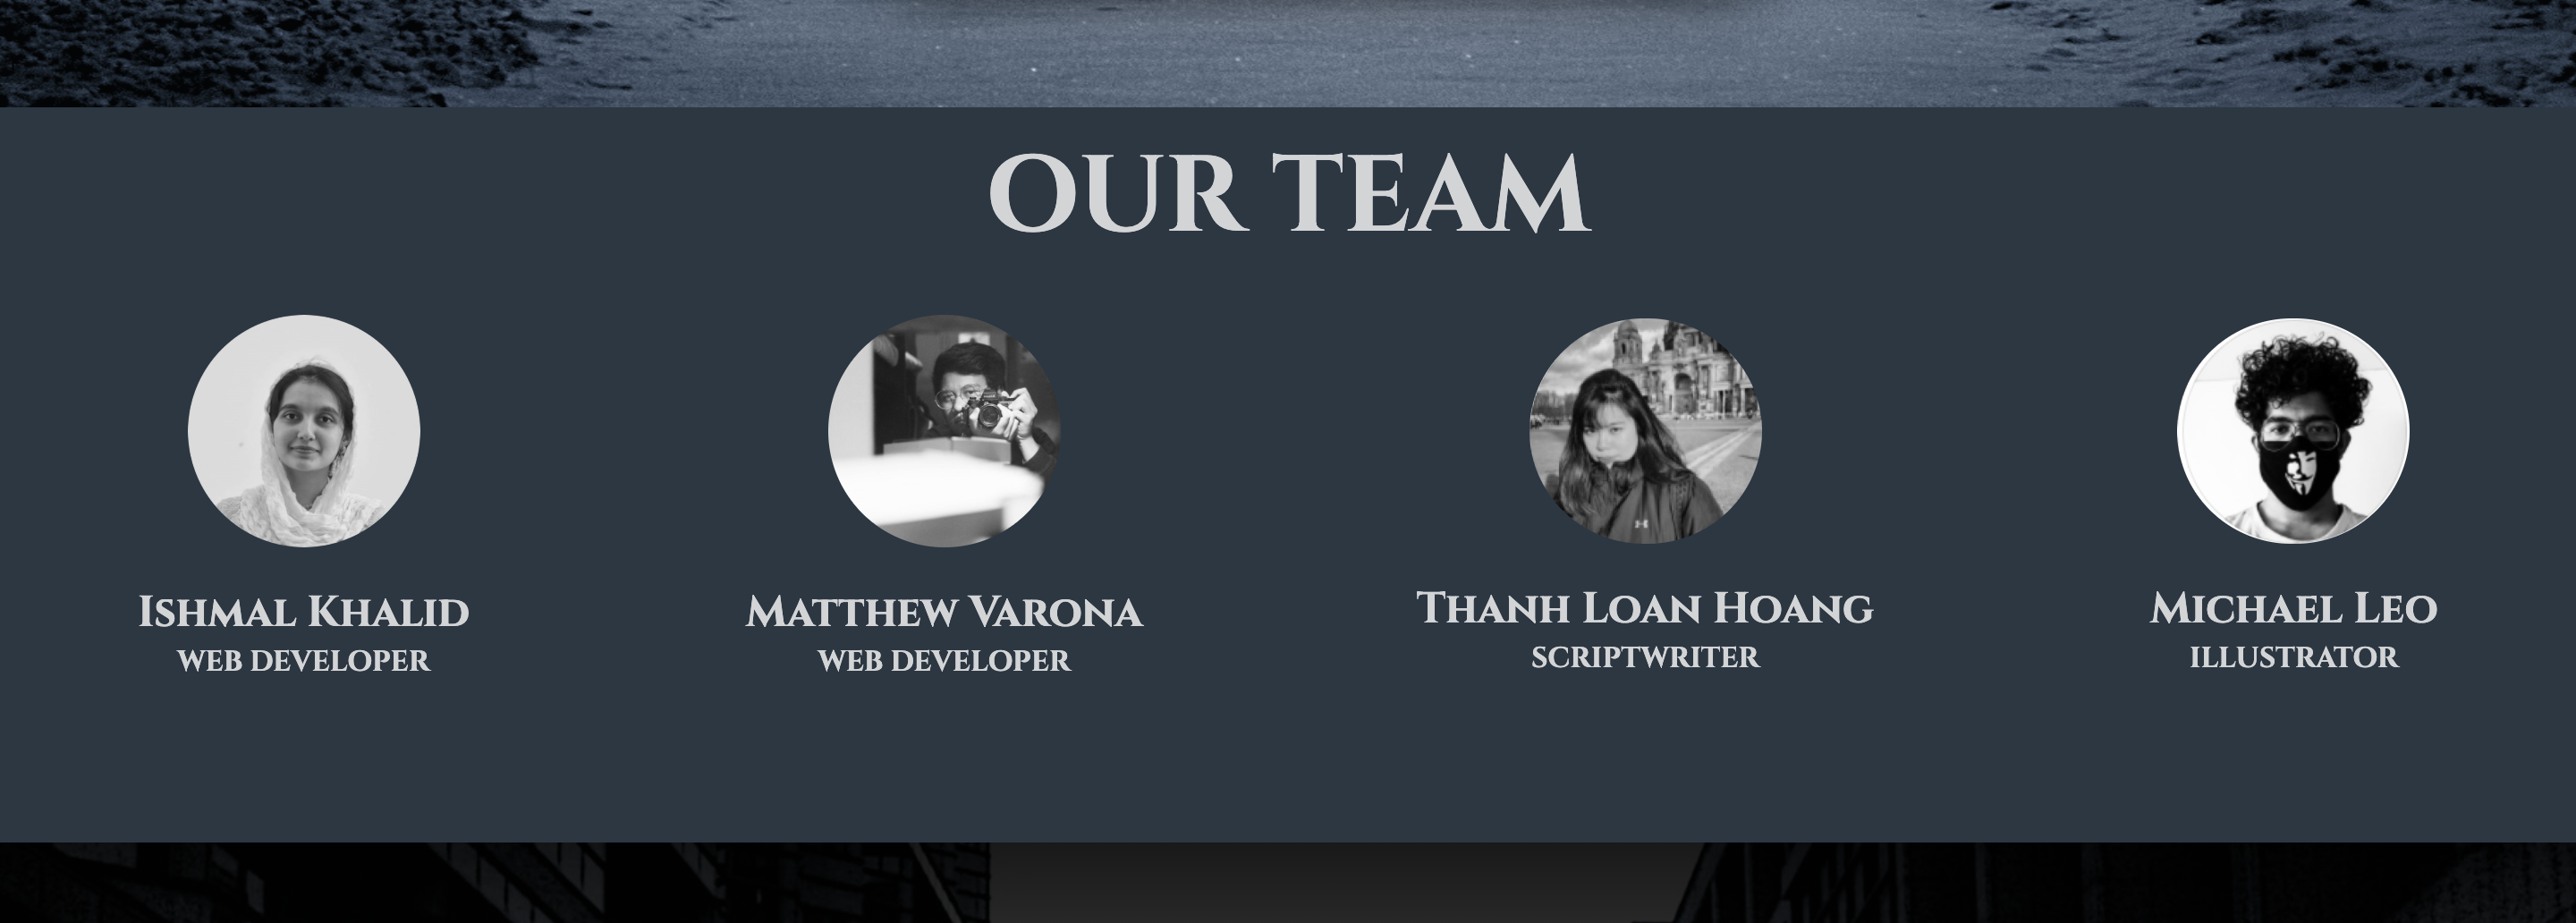 OUR TEAM
Ishmal Khalid
WEB DEVELOPER
Matthew Varona
WEB DEVELOPER
Thanh Loan Hoang
SCRIPTWRITER
Michael Leo
ILLUSTRATOR